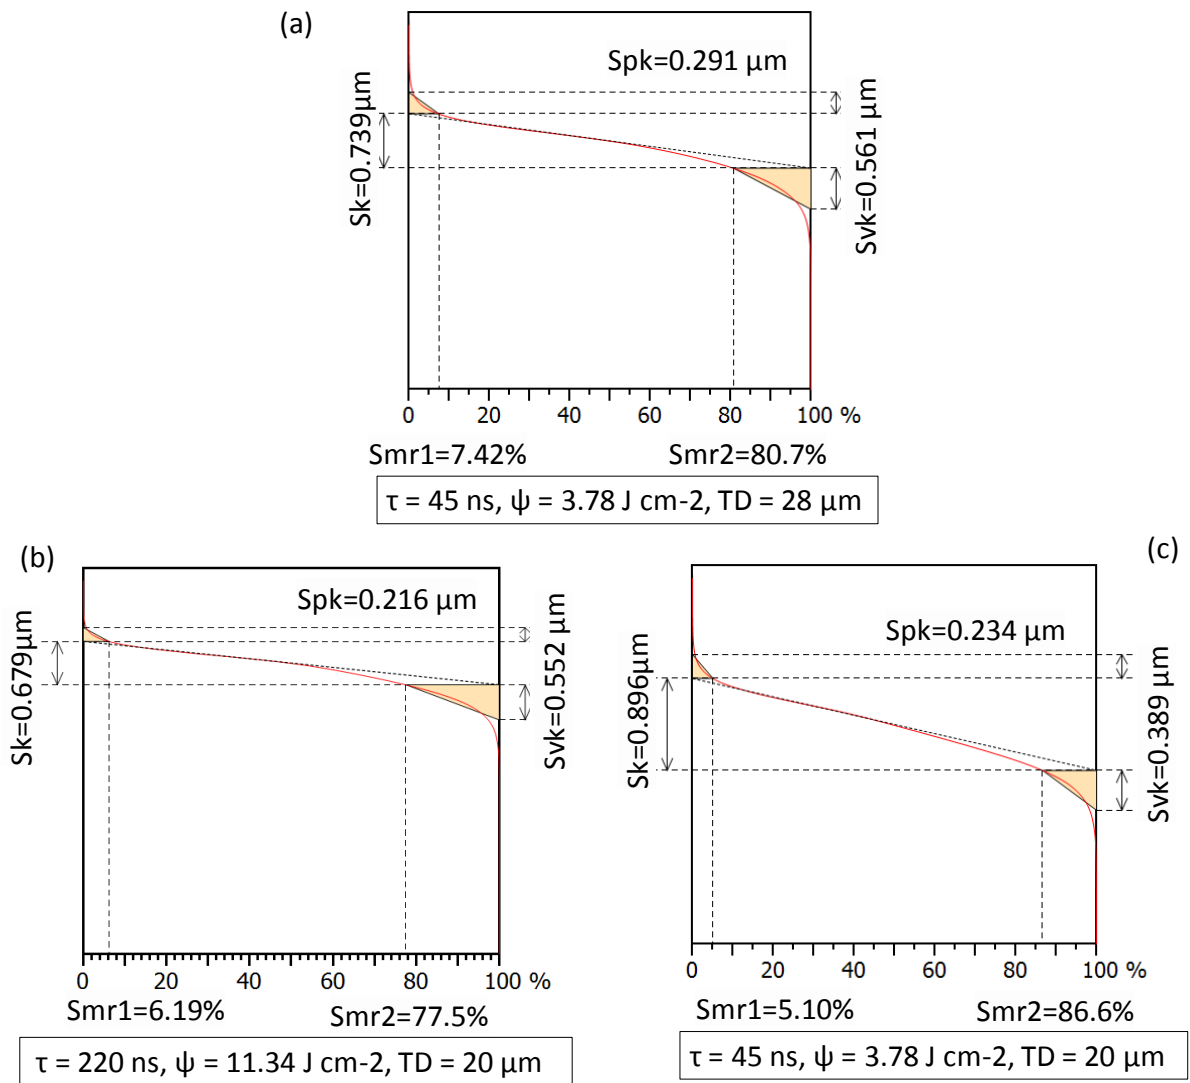 (a)
Spk=0.291 µm
Sk=0.739µm
Svk=0.561 µm
0 20 40 60 80 100 %
Smr1=7.42% Smr2=80.7%
τ = 45 ns, ψ = 3.78 J cm-2, TD = 28 µm
(b)
Spk=0.216 µm
Sk=0.679µm
Svk=0.552 µm
0 20 40 60 80 100 %
Smr1=6.19% Smr2=77.5%
τ = 220 ns, ψ = 11.34 J cm-2, TD = 20 µm
(c)
Spk=0.234 µm
Sk=0.896µm
Svk=0.389 µm
0 20 40 60 80 100 %
Smr1=5.10% Smr2=86.6%
τ = 45 ns, ψ = 3.78 J cm-2, TD = 20 µm